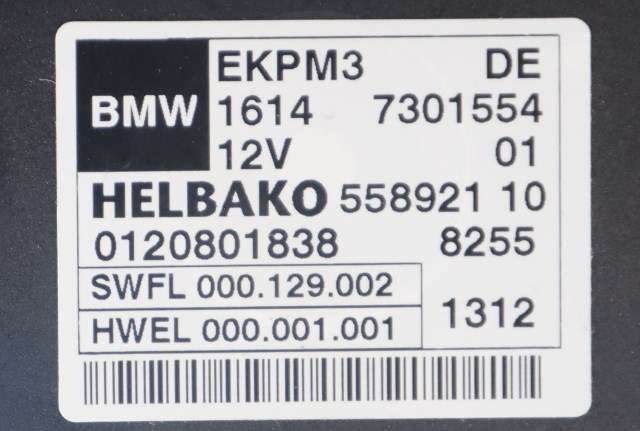 EKPM3 DE
BMW 1614 7301554
12V 01
HELBAKO 558921 10
0120801838 8255
SWFL 000.129.002
HWEL 000.001.001 1312